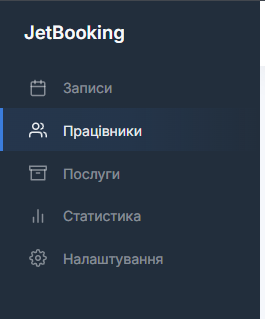 JetBooking
Записи
Працівники
Послуги
Статистика
Налаштування